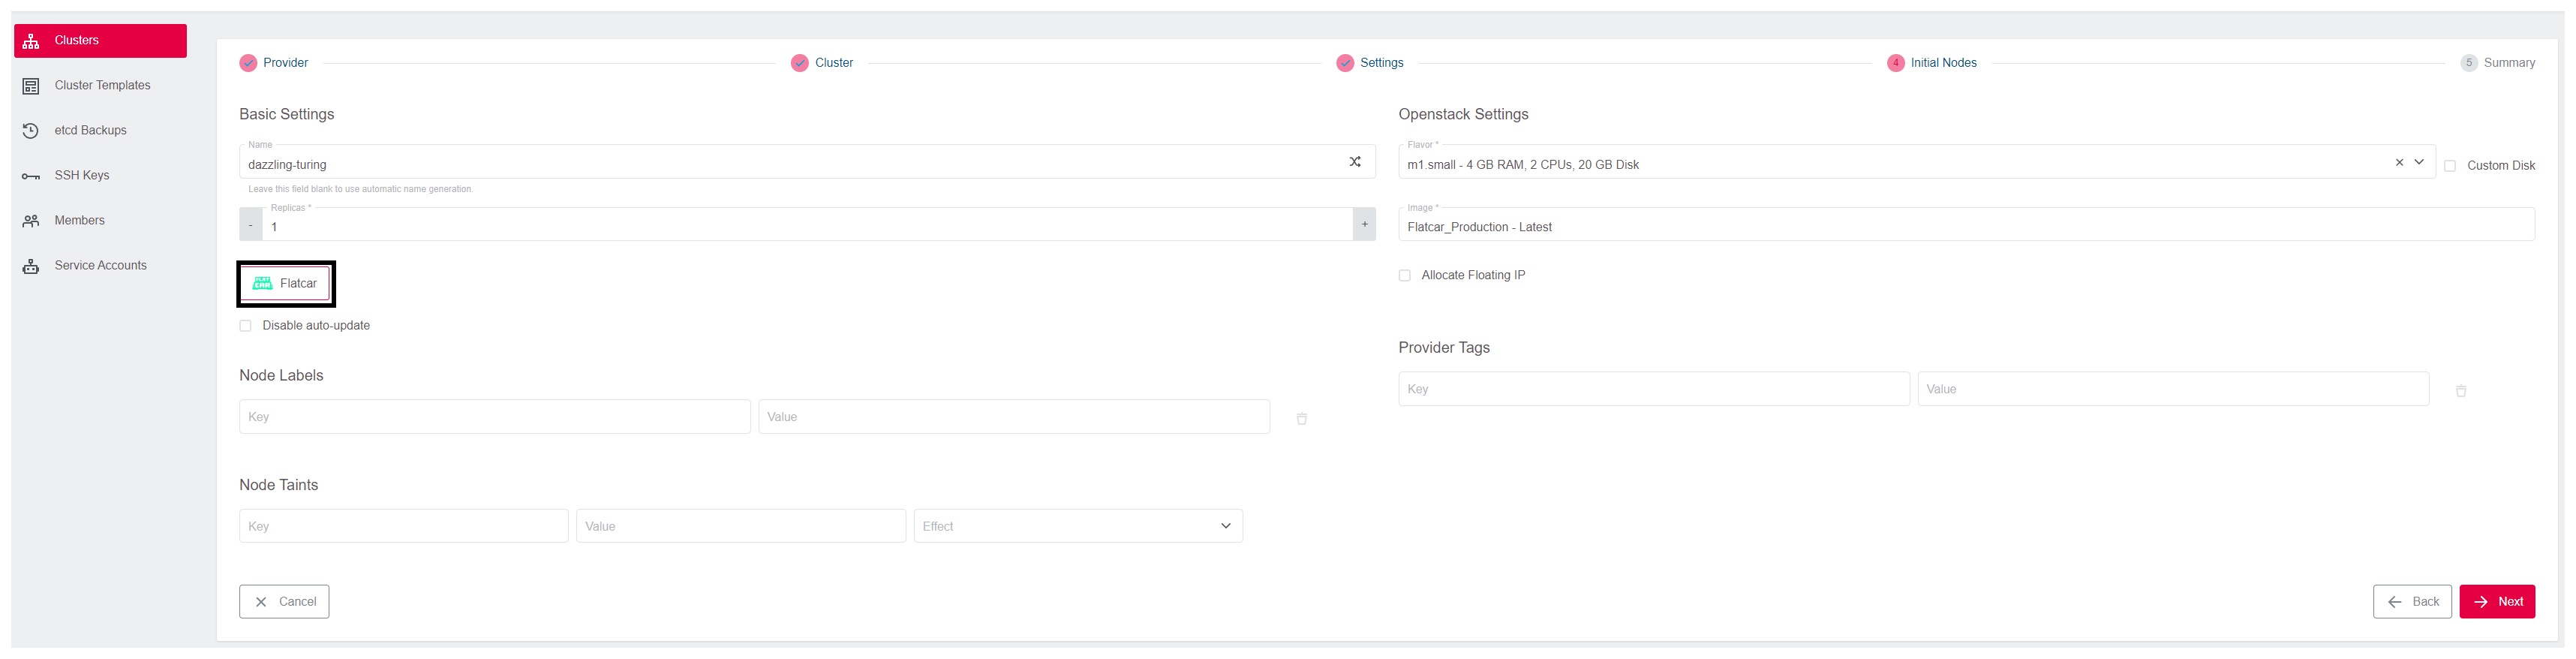 Clusters
Cluster Templates
etcd Backups
SSH Keys
Members
Service Accounts
Provider
Cluster
Settings
4 Initial Nodes
5 Summary
Basic Settings
Name
dazzling-turing
Leave this field blank to use automatic name generation.
Replicas *
- 1 +
FLAT CAR Flatcar
Disable auto-update
Node Labels
Key Value
Node Taints
Key Value Effect
Openstack Settings
Flavor *
m1.small - 4 GB RAM, 2 CPUs, 20 GB Disk
Custom Disk
Image *
Flatcar_Production - Latest
Allocate Floating IP
Provider Tags
Key Value
Cancel
Back
Next